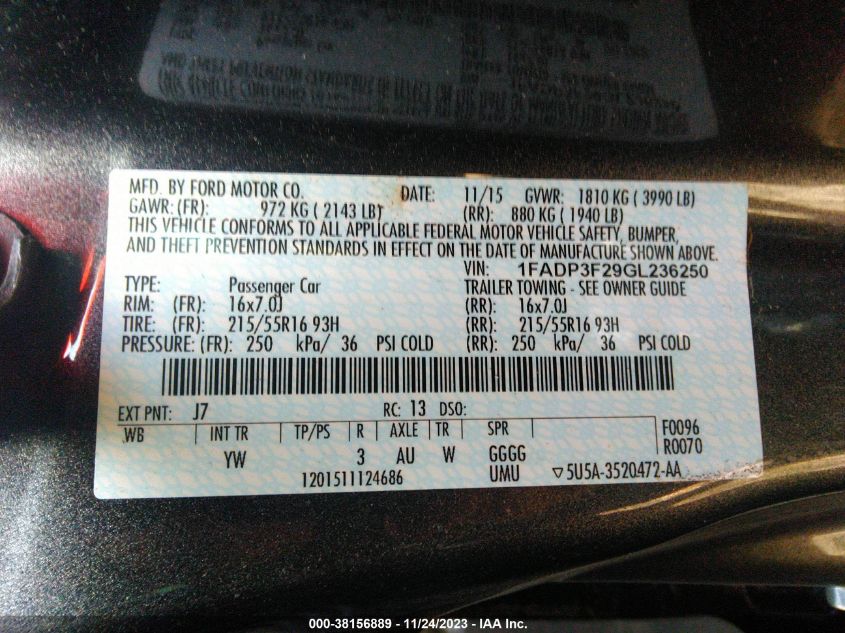 MFD. BY FORD MOTOR CO. DATE: 11/15 GVWR: 1810 KG ( 3990 LB)
GAWR: (FR): 972 KG ( 2143 LB) (RR): 880 KG ( 1940 LB)
THIS VEHICLE CONFORMS TO ALL APPLICABLE FEDERAL MOTOR VEHICLE SAFETY, BUMPER,
AND THEFT PREVENTION STANDARDS IN EFFECT ON THE DATE OF MANUFACTURE SHOWN ABOVE.
VIN: 1FADP3F29GL236250
TYPE: Passenger Car TRAILER TOWING - SEE OWNER GUIDE
RIM: (FR): 16x7.0J (RR): 16x7.0J
TIRE: (FR): 215/55R16 93H (RR): 215/55R16 93H
PRESSURE: (FR): 250 kPa/ 36 PSI COLD (RR): 250 kPa/ 36 PSI COLD
EXT PNT: J7 RC: 13 DSO:
WB INT TR TP/PS R AXLE TR SPR F0096
YW 3 AU W GGGG R0070
1201511124686 UMU ▽5U5A-3520472-AA
000-38156889 - 11/24/2023 - IAA Inc.